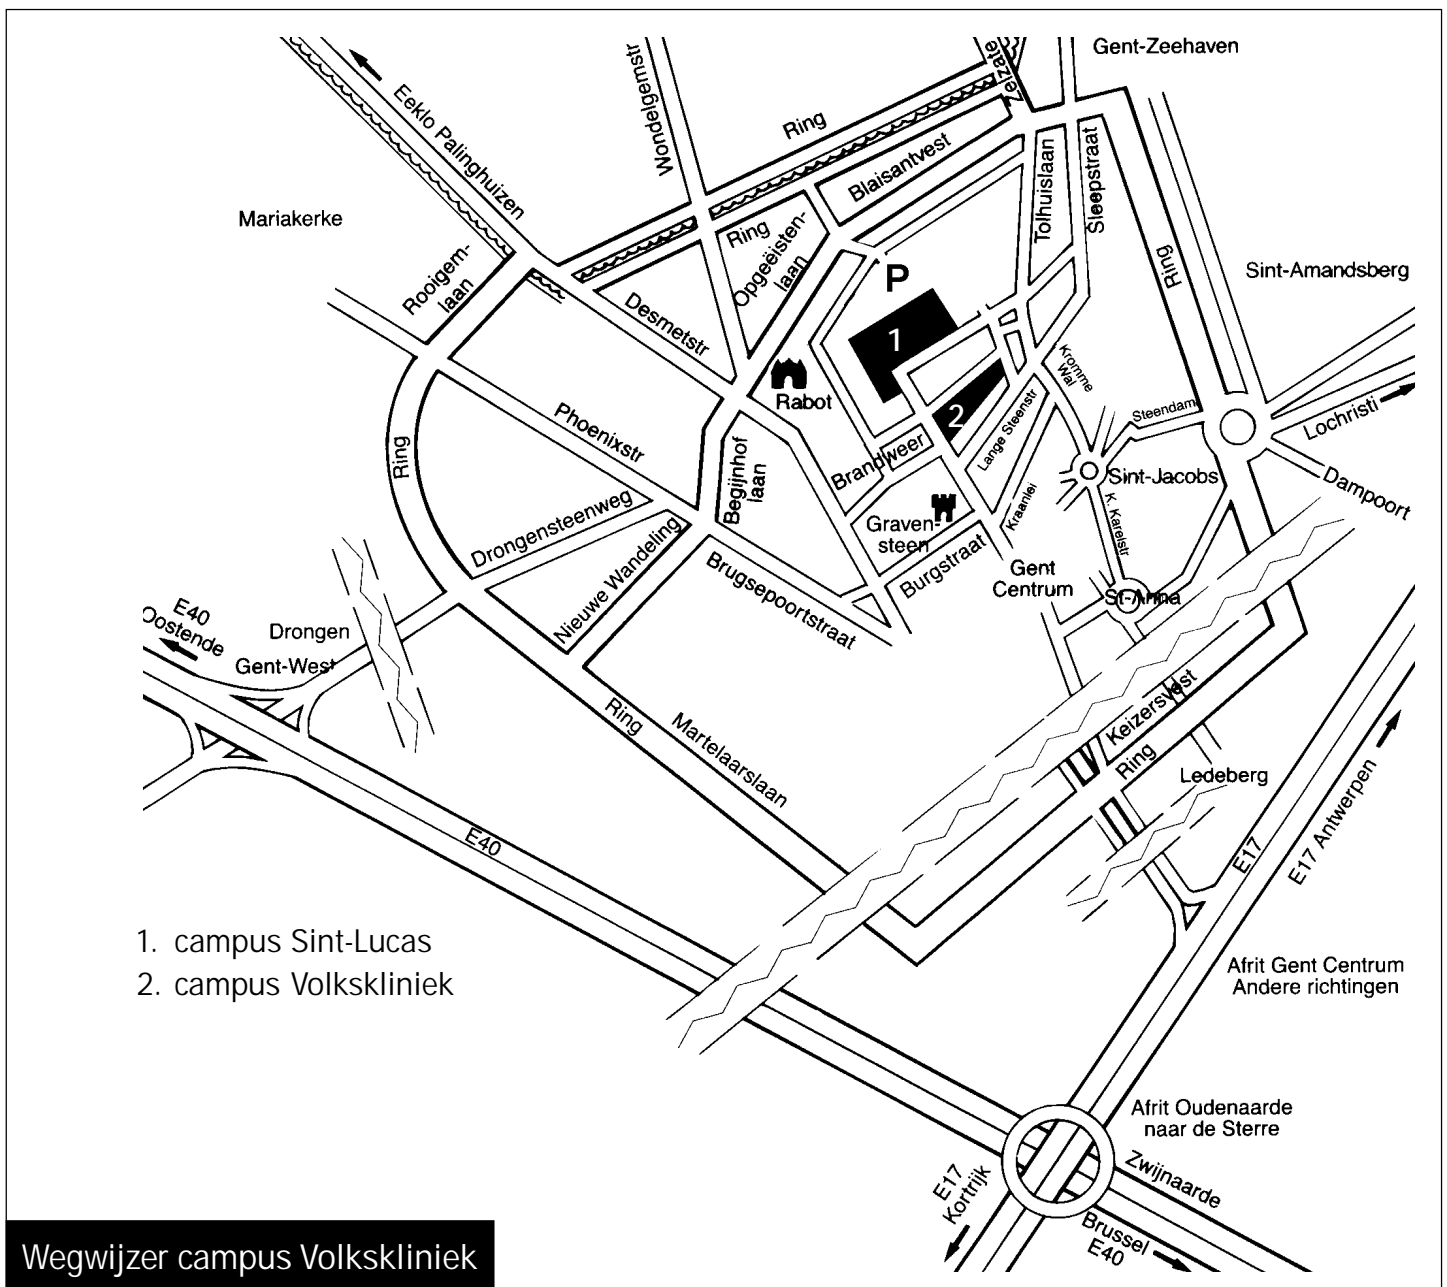 Gent-Zeehaven
Zelzate
Wondelgemstr
Eeklo Palinghuizen
Ring
Blaisantvest
Tolhuislaan
Sleepstraat
Mariakerke
Ring
Opgeëisten-
laan
Ring
Sint-Amandsberg
Rooigem-
laan
P
Desmetstr
1
Kromme
Wal
Rabot
2
Steendam
Lochristi
Phoenixstr
Lange Steenstr
Ring
Brandweer
Begijnhof
laan
Sint-Jacobs
Dampoort
Drongensteenweg
Graven-
steen
Kraanlei
K. Karelstr
Nieuwe Wandeling
Brugsepoortstraat
Burgstraat
Gent
Centrum
St-Anna
E40
Oostende
Drongen
Gent-West
Ring
Martelaarslaan
Keizersvest
Ring
Ledeberg
E40
E17
E17 Antwerpen
1. campus Sint-Lucas
2. campus Volkskliniek
Afrit Gent Centrum
Andere richtingen
Afrit Oudenaarde
naar de Sterre
Zwijnaarde
E17
Kortrijk
Brussel
E40
Wegwijzer campus Volkskliniek